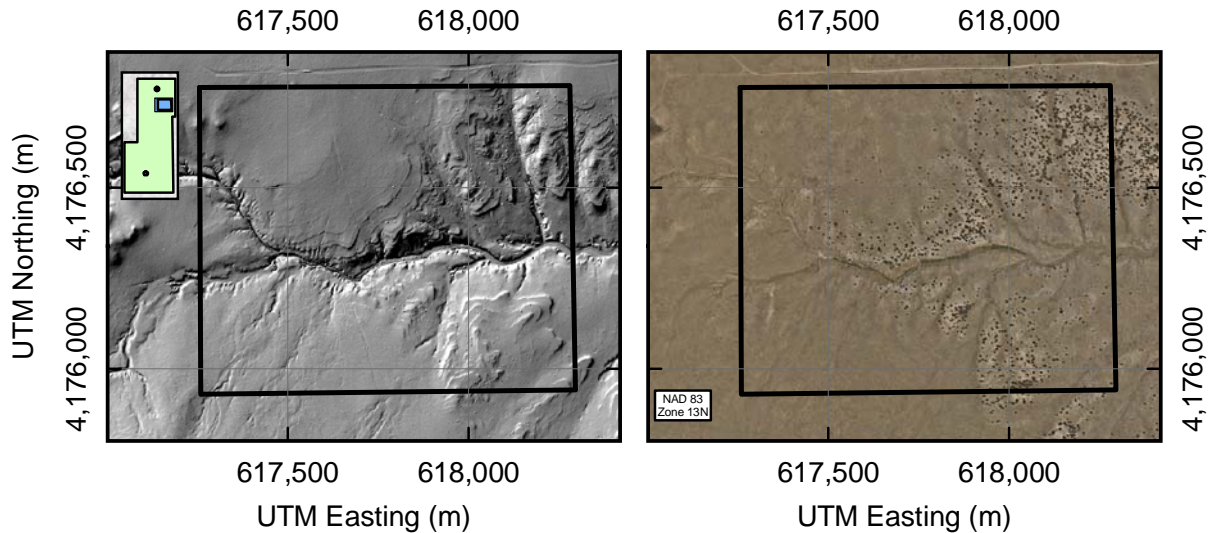 617,500 618,000 617,500 618,000
UTM Northing (m)
4,176,500
4,176,000
4,176,500
4,176,000
NAD 83
Zone 13N
617,500 618,000 617,500 618,000
UTM Easting (m) UTM Easting (m)